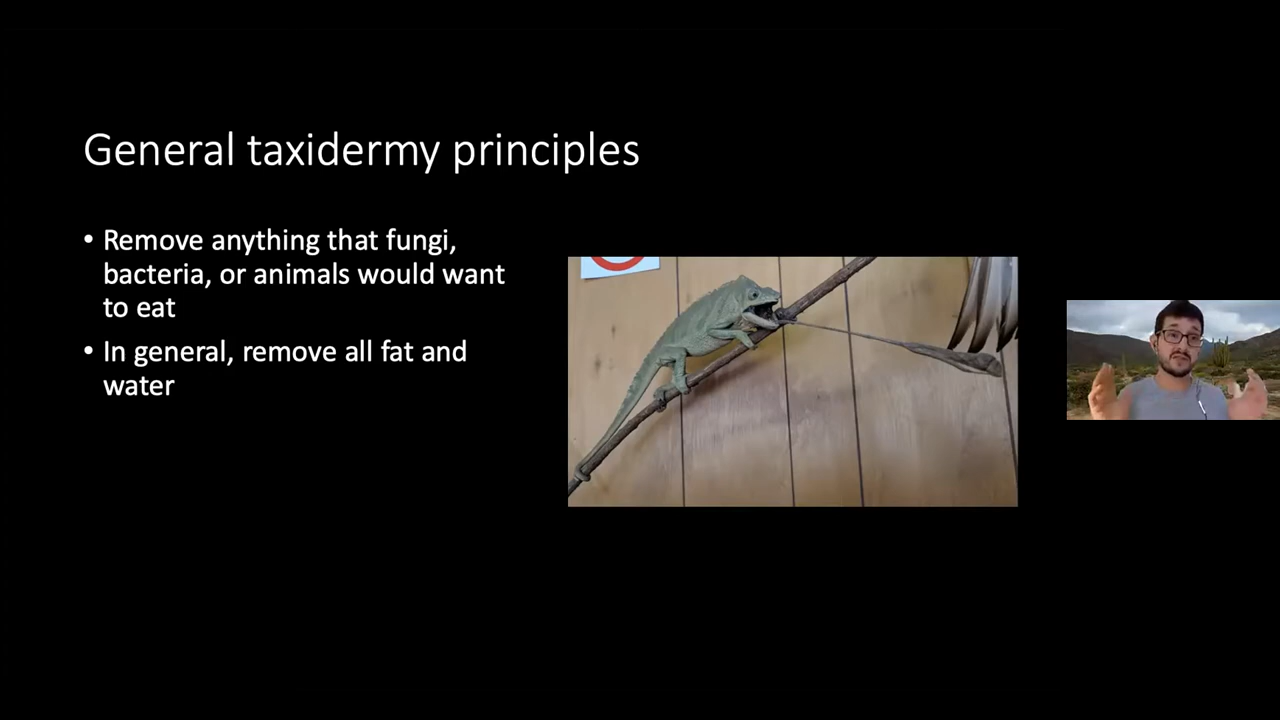 General taxidermy principles
• Remove anything that fungi,
bacteria, or animals would want
to eat
• In general, remove all fat and
water